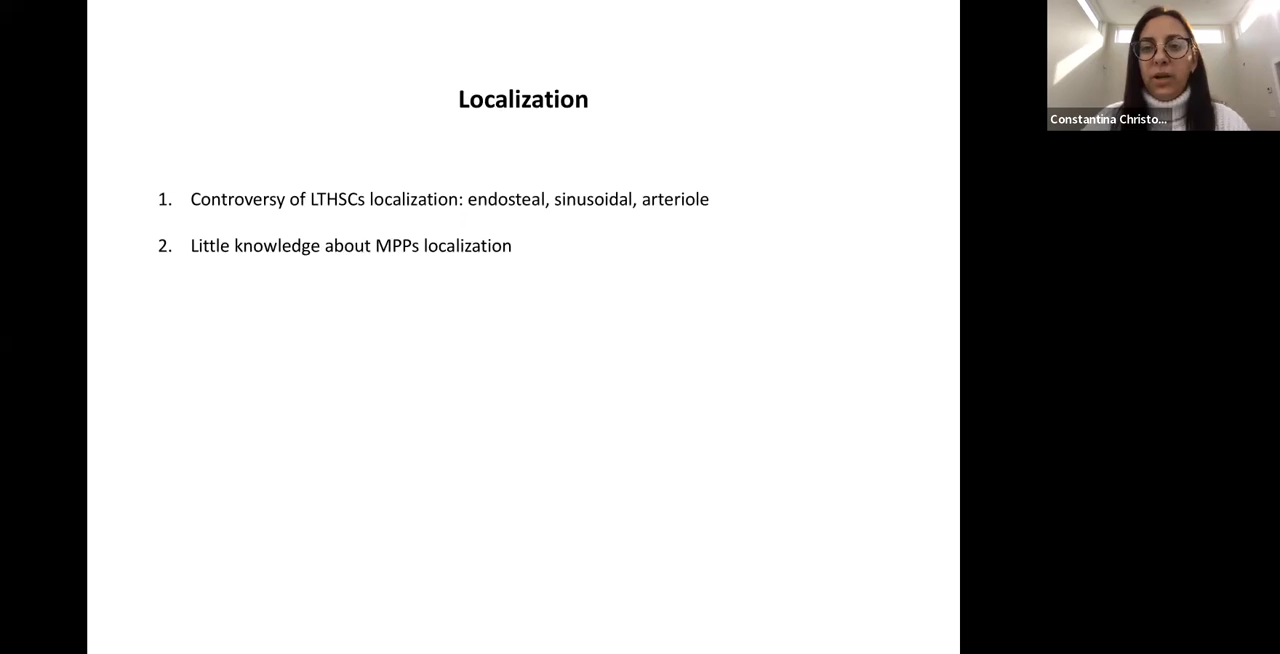 Localization
1. Controversy of LTHSCs localization: endosteal, sinusoidal, arteriole
2. Little knowledge about MPPs localization
Constantina Christo...